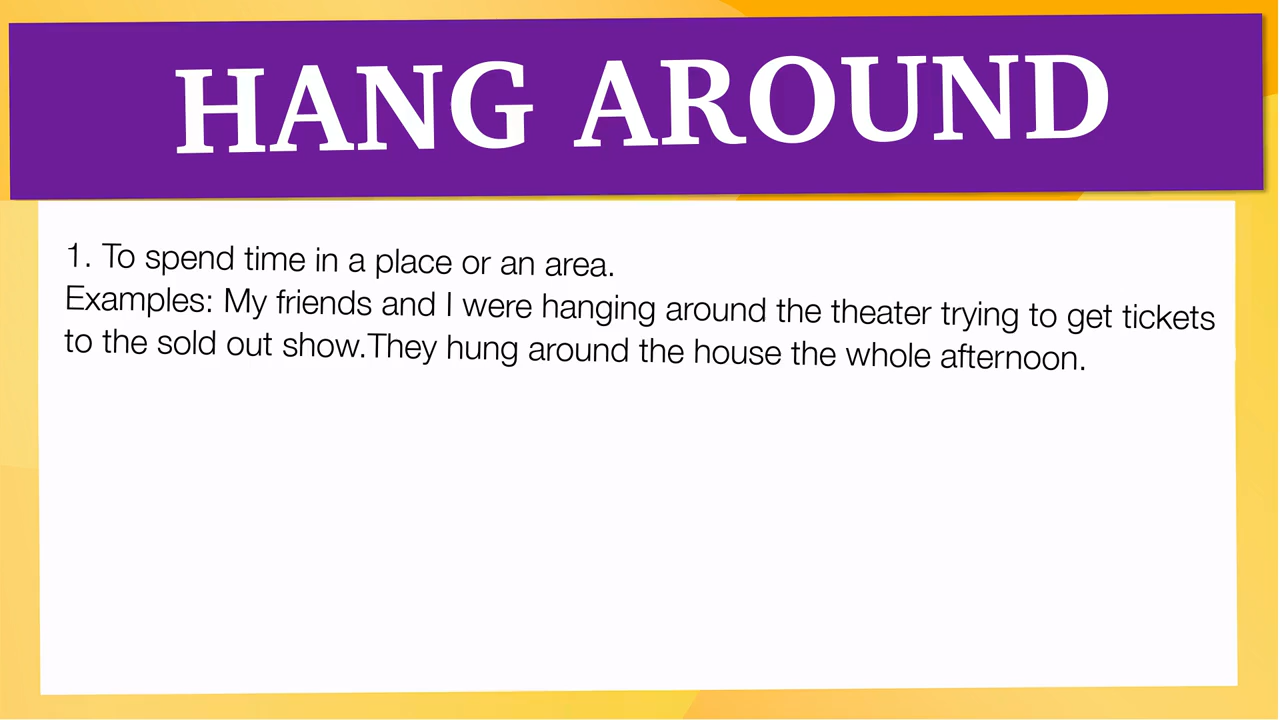 HANG AROUND
1. To spend time in a place or an area.
Examples: My friends and I were hanging around the theater trying to get tickets
to the sold out show.They hung around the house the whole afternoon.